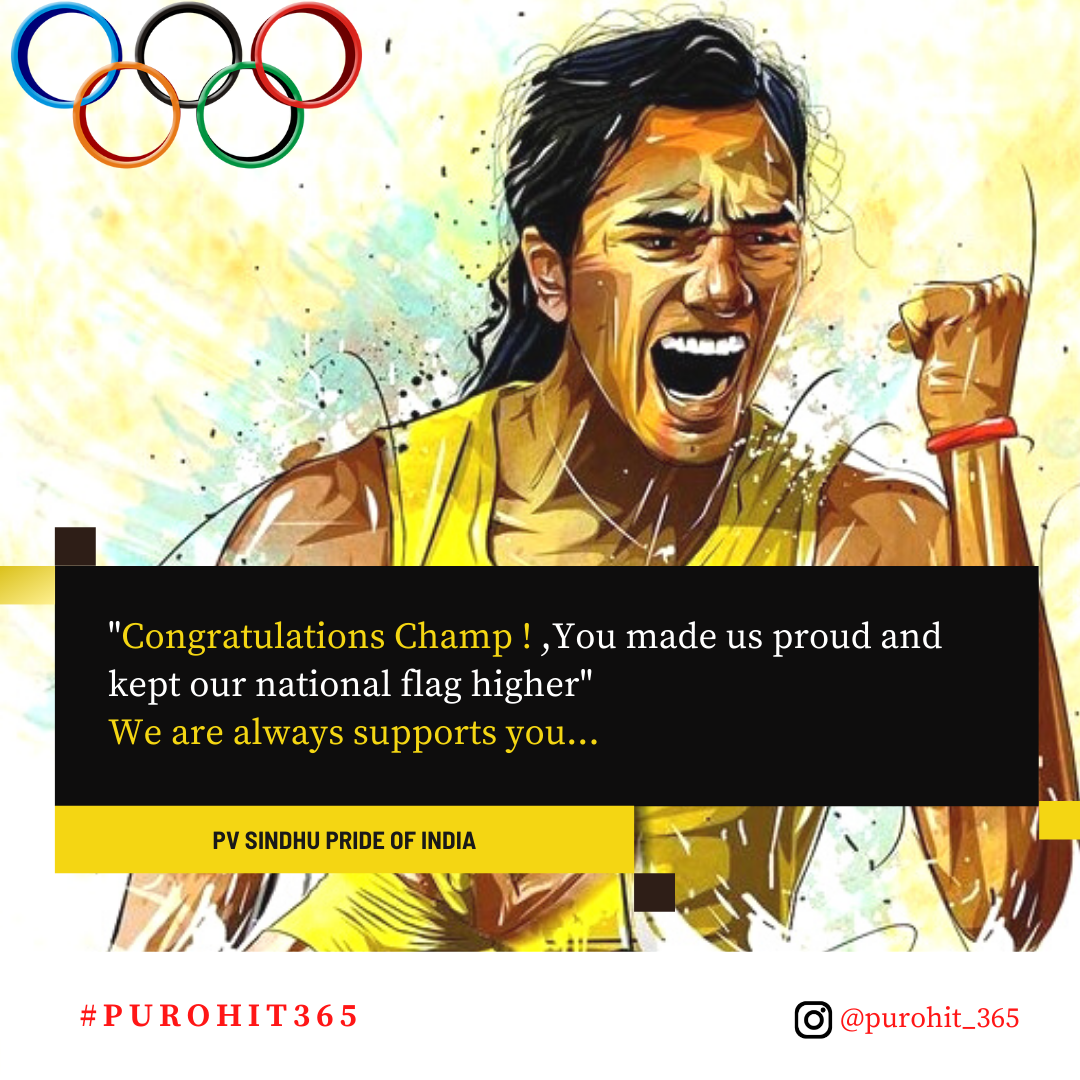 "Congratulations Champ ! ,You made us proud and
kept our national flag higher"
We are always supports you...
PV SINDHU PRIDE OF INDIA
#PUROHIT365
@purohit_365